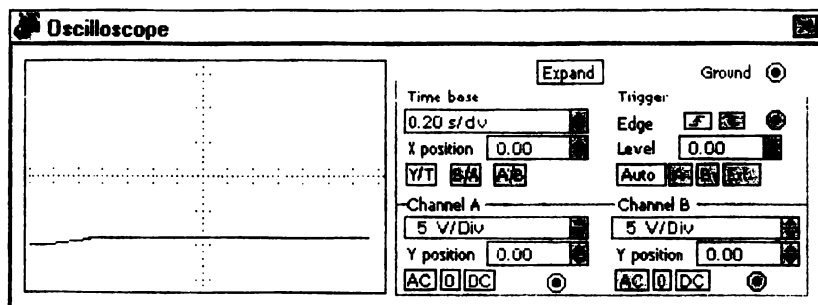 Oscilloscope
Expand Ground
Time base Trigger
0.20 s/dv Edge
X position 0.00 Level 0.00
Y/T B/A A/B Auto A B Ext
Channel A Channel B
5 V/Div 5 V/Div
Y position 0.00 Y position 0.00
AC 0 DC AC 0 DC